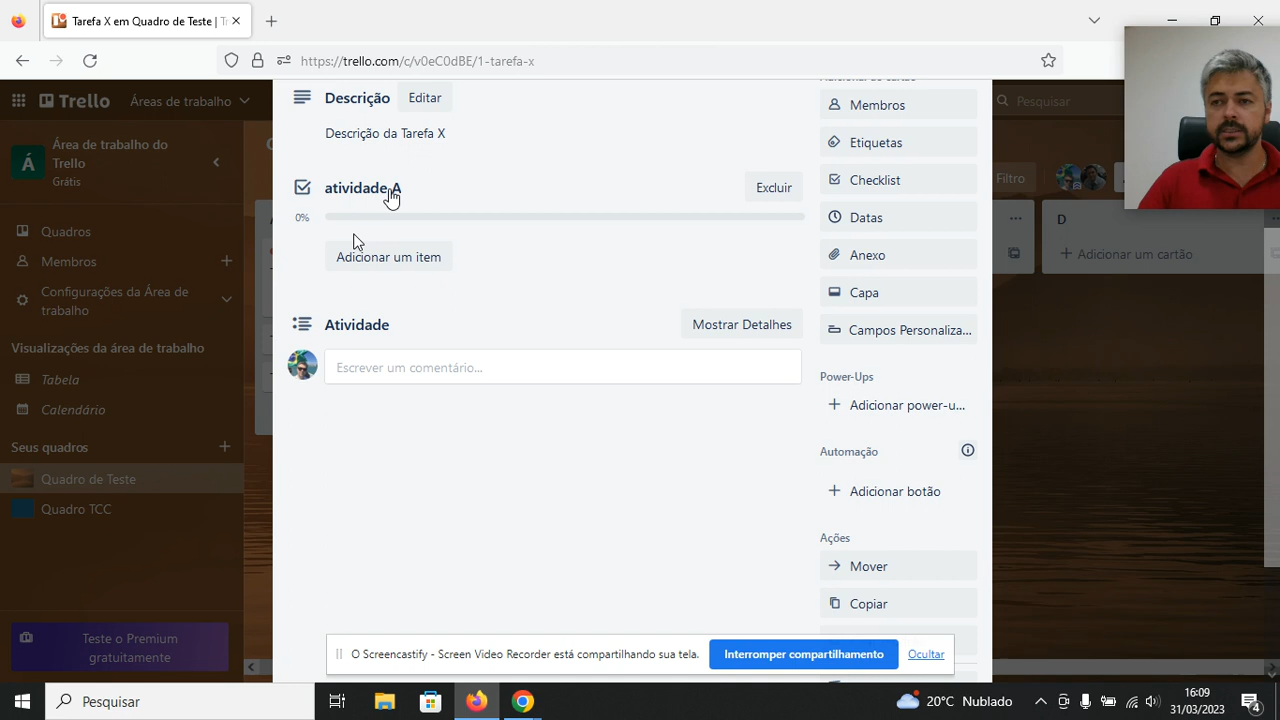 Tarefa X em Quadro de Teste | Tr
https://trello.com/c/v0eC0dBE/1-tarefa-x
Trello
Áreas de trabalho
Pesquisar
Área de trabalho do
Trello
Grátis
Á
Quadros
Membros
Configurações da Área de
trabalho
Visualizações da área de trabalho
Tabela
Calendário
Seus quadros
Quadro de Teste
Quadro TCC
Teste o Premium
gratuitamente
Descrição
Editar
Descrição da Tarefa X
atividade A
Excluir
0%
Adicionar um item
Atividade
Mostrar Detalhes
Escrever um comentário...
Adicionar ao cartão
Membros
Etiquetas
Checklist
Datas
Anexo
Capa
Campos Personaliza...
Power-Ups
Adicionar power-u...
Automação
Adicionar botão
Ações
Mover
Copiar
Filtro
D
Adicionar um cartão
O Screencastify - Screen Video Recorder está compartilhando sua tela.
Interromper compartilhamento
Ocultar
Pesquisar
20°C Nublado
16:09
31/03/2023
4